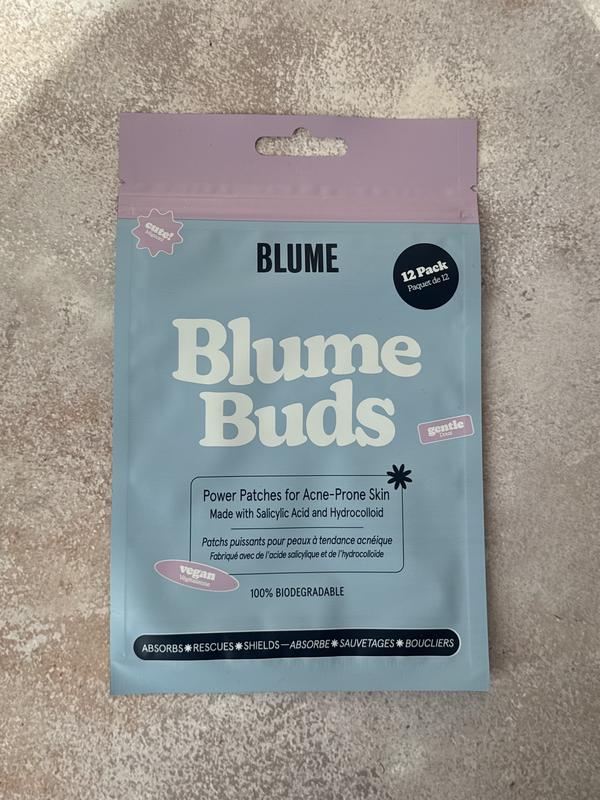 cute!
BLUME
12 Pack
Paquet de 12
Blume
Buds
gentle
Doux
Power Patches for Acne-Prone Skin
Made with Salicylic Acid and Hydrocolloid
Patchs puissants pour peaux à tendance acnéique
Fabriqué avec de l'acide salicylique et de l'hydrocolloïde
vegan
Végétalienne
100% BIODEGRADABLE
ABSORBS✷RESCUES✷SHIELDS—ABSORBE✷SAUVETAGES✷BOUCLIERS